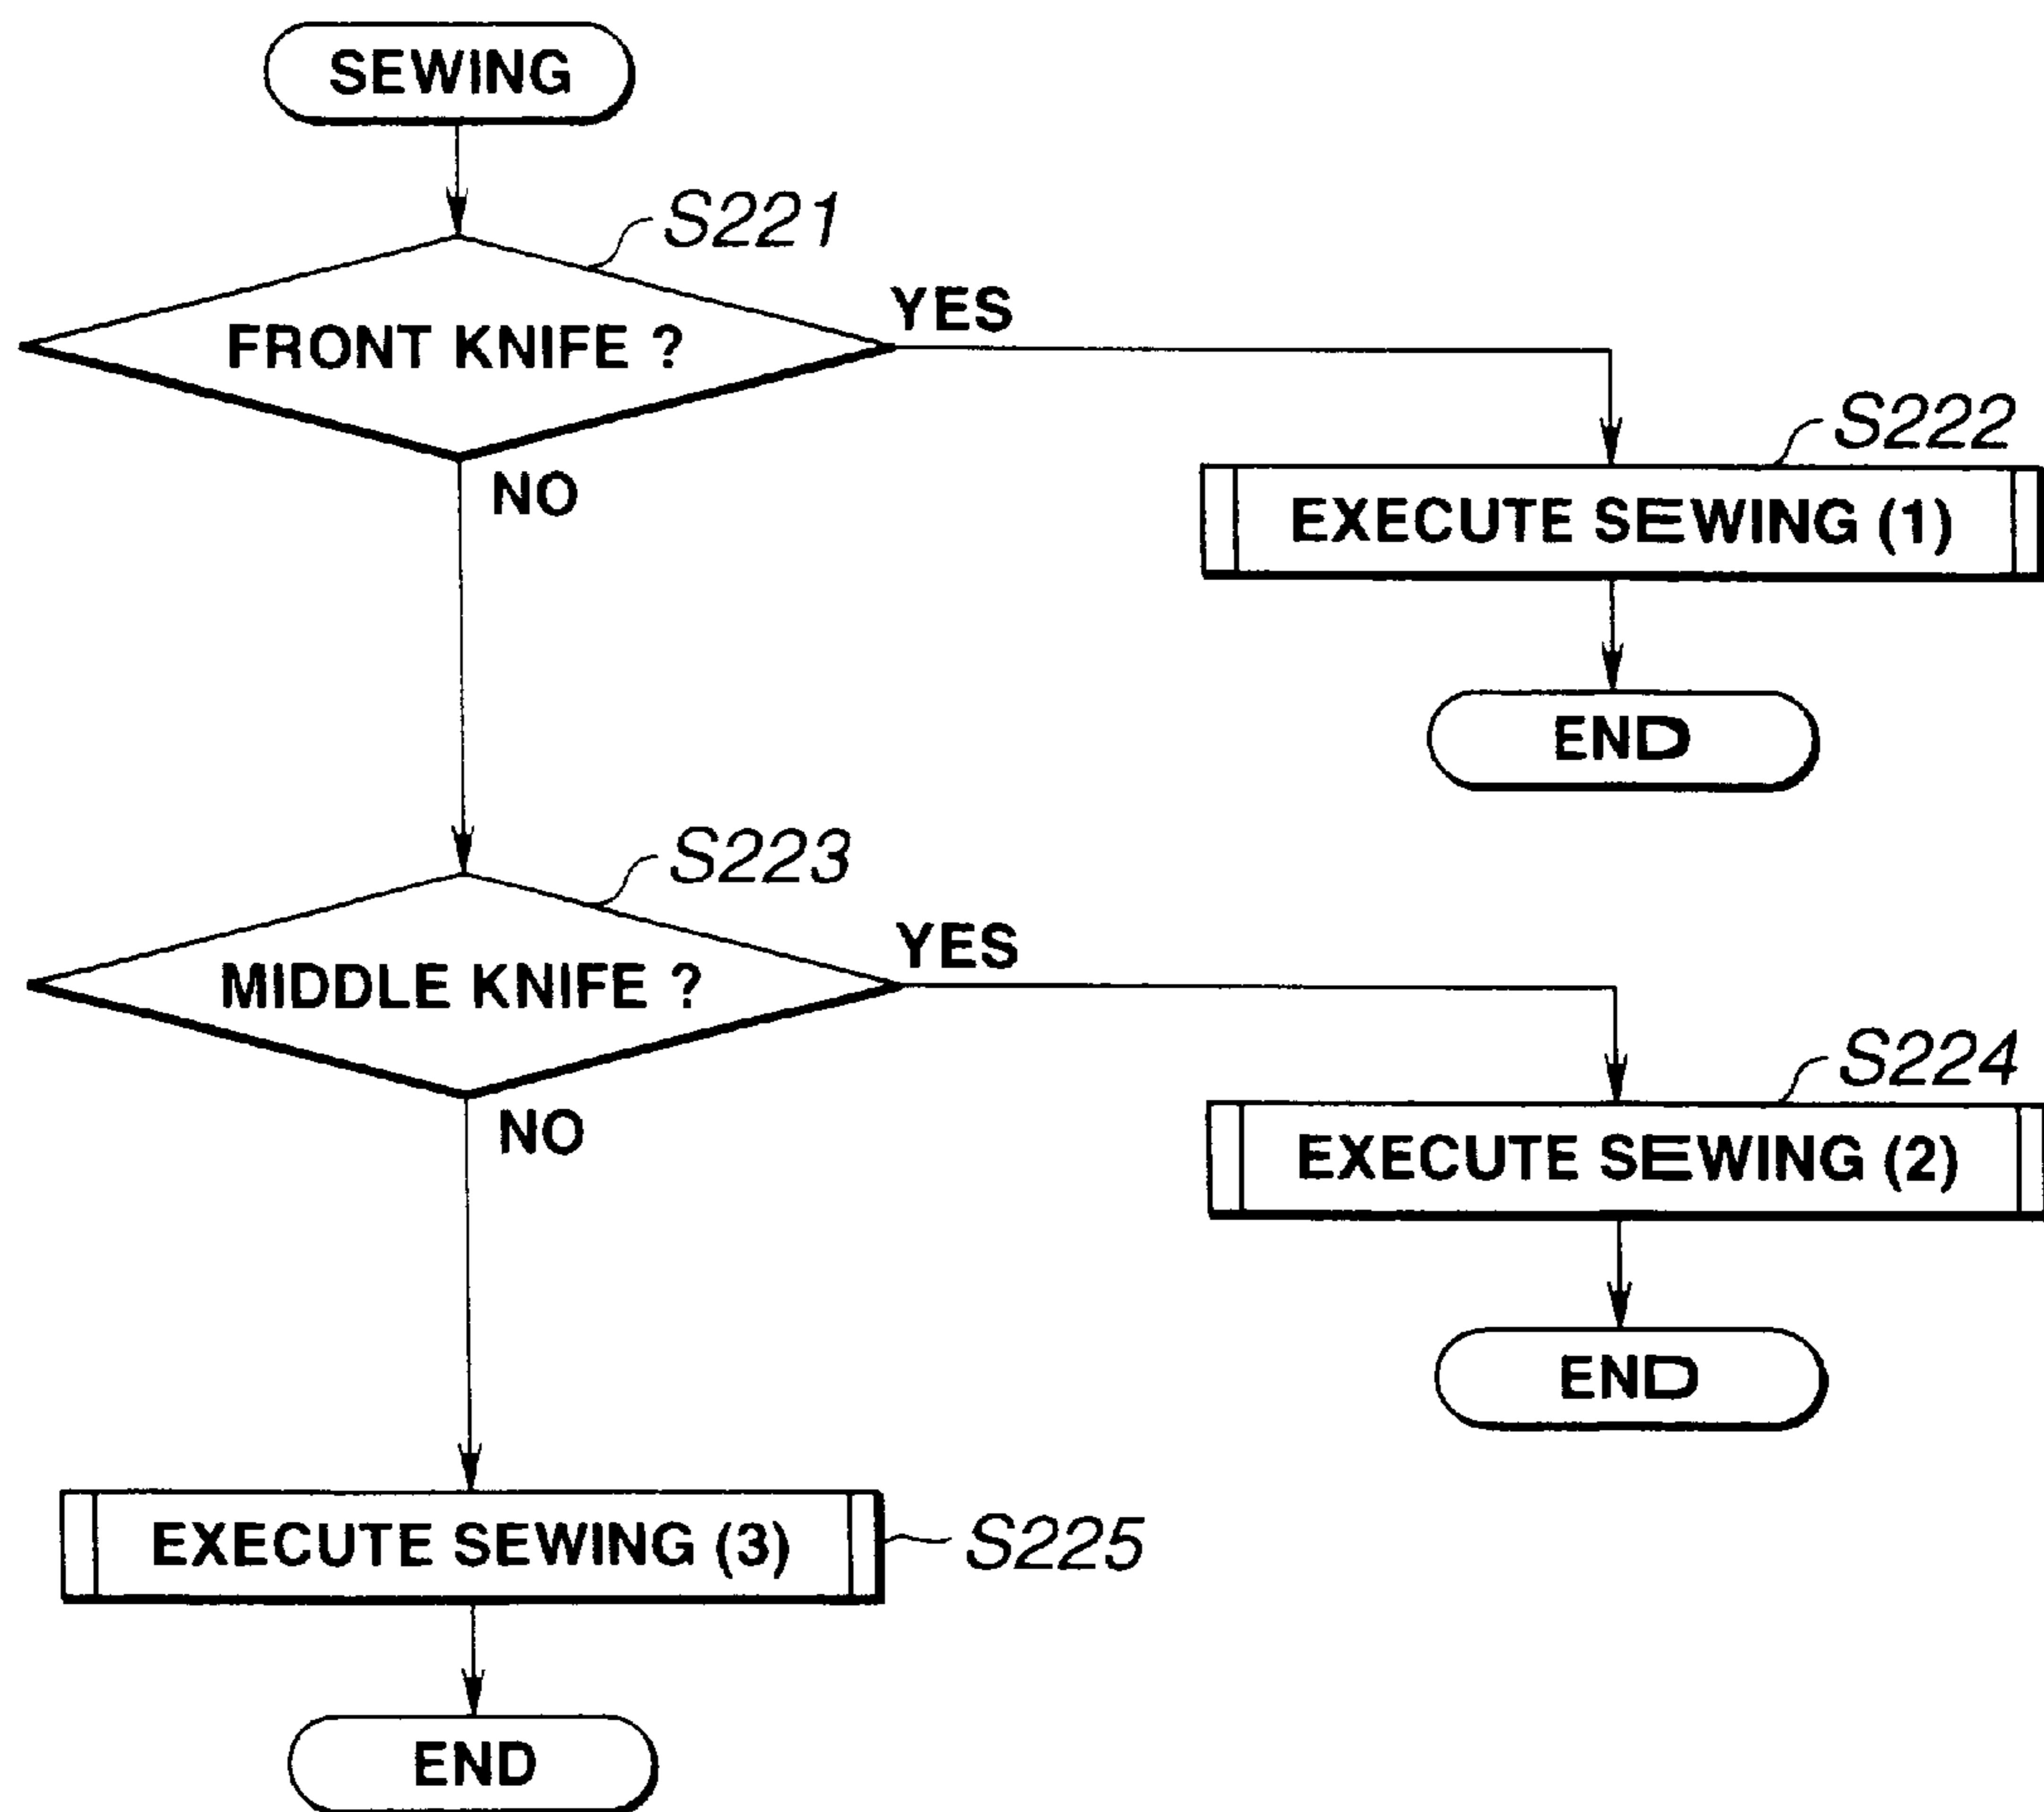 SEWING
S221
FRONT KNIFE ?
YES
NO
S222
EXECUTE SEWING (1)
END
S223
MIDDLE KNIFE ?
YES
NO
S224
EXECUTE SEWING (2)
END
EXECUTE SEWING (3)
S225
END